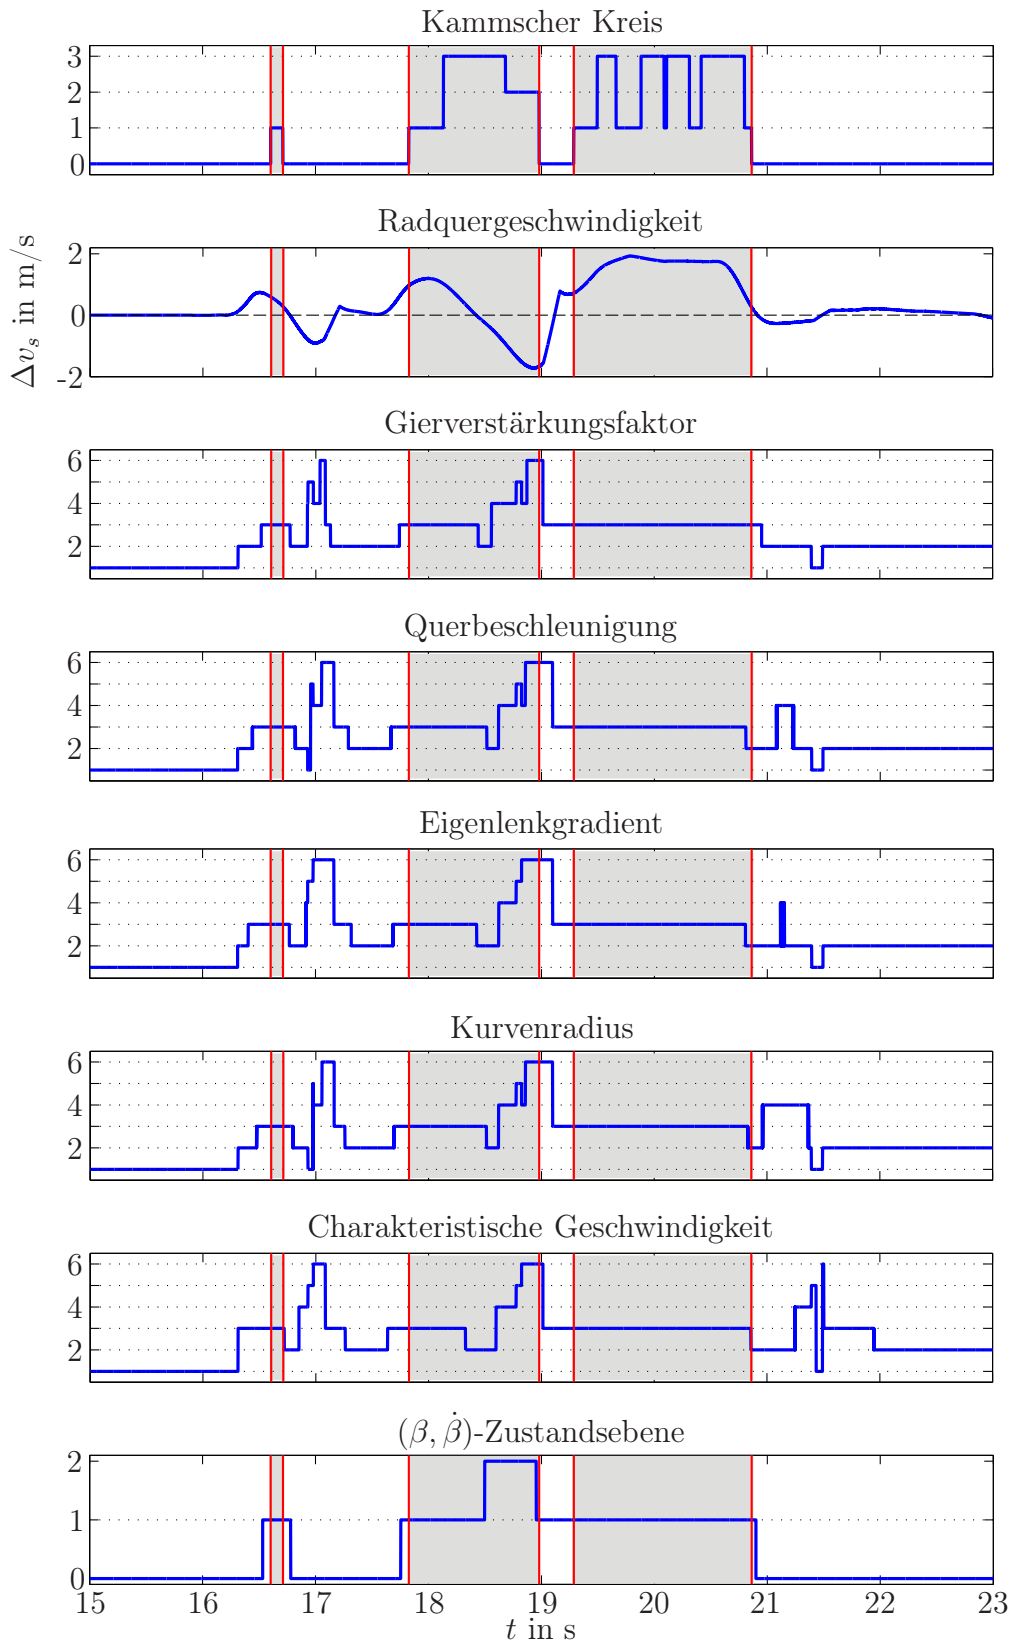 Kammscher Kreis
3
2
1
0
Radquergeschwindigkeit
Δv_s in m/s
2
0
-2
Gierverstärkungsfaktor
6
4
2
Querbeschleunigung
6
4
2
Eigenlenkgradient
6
4
2
Kurvenradius
6
4
2
Charakteristische Geschwindigkeit
6
4
2
(β, β̇)-Zustandsebene
2
1
0
15 16 17 18 19 20 21 22 23
t in s